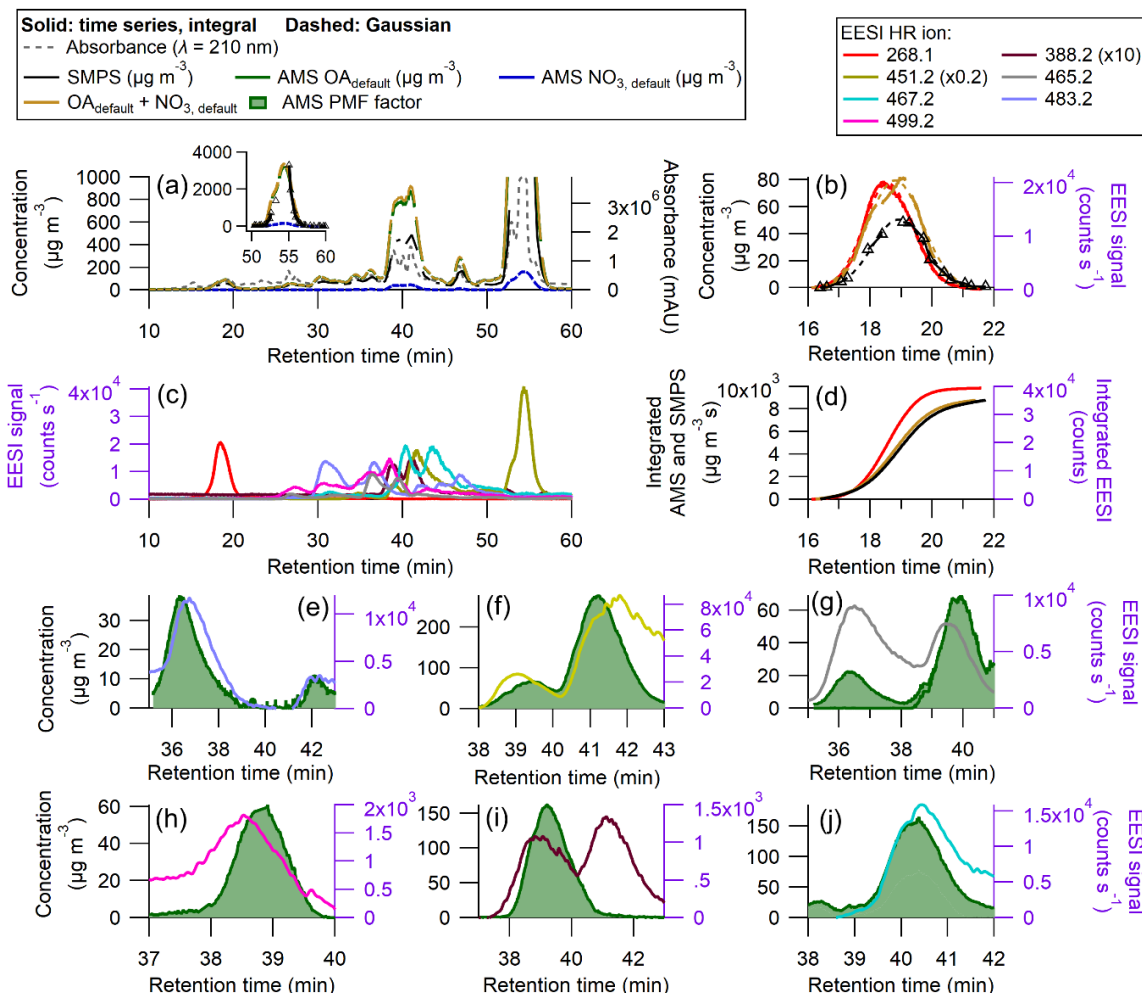 Solid: time series, integral Dashed: Gaussian
Absorbance (λ = 210 nm)
SMPS (µg m⁻³) AMS OAdefault (µg m⁻³) AMS NO3, default (µg m⁻³)
OAdefault + NO3, default AMS PMF factor
EESI HR ion:
268.1 388.2 (x10)
451.2 (x0.2) 465.2
467.2 483.2
499.2
(a)
Concentration
(µg m⁻³)
1000
800
600
400
200
0
4000
2000
0
50 55 60
3x10⁶
2
1
0
Absorbance (mAU)
10 20 30 40 50 60
Retention time (min)
(b)
Concentration
(µg m⁻³)
80
60
40
20
0
2x10⁴
1
0
EESI signal
(counts s⁻¹)
16 18 20 22
Retention time (min)
(c)
EESI signal
(counts s⁻¹)
4x10⁴
3
2
1
0
10 20 30 40 50 60
Retention time (min)
(d)
Integrated
AMS and SMPS
(µg m⁻³ s)
10x10³
8
6
4
2
0
4x10⁴
3
2
1
0
Integrated EESI
(counts)
16 18 20 22
Retention time (min)
(e)
Concentration
(µg m⁻³)
30
20
10
0
1x10⁴
0.5
0
36 38 40 42
Retention time (min)
(f)
200
100
0
8x10⁴
6
4
2
0
38 39 40 41 42 43
Retention time (min)
(g)
60
40
20
0
1x10⁴
0.5
0
EESI signal
(counts s⁻¹)
36 38 40
Retention time (min)
(h)
Concentration
(µg m⁻³)
60
40
20
0
2x10³
1.5
1
0.5
0
37 38 39 40
Retention time (min)
(i)
150
100
50
0
1.5x10³
1
.5
0
38 40 42
Retention time (min)
(j)
150
100
50
0
1.5x10⁴
1
0.5
0
EESI signal
(counts s⁻¹)
38 39 40 41 42
Retention time (min)